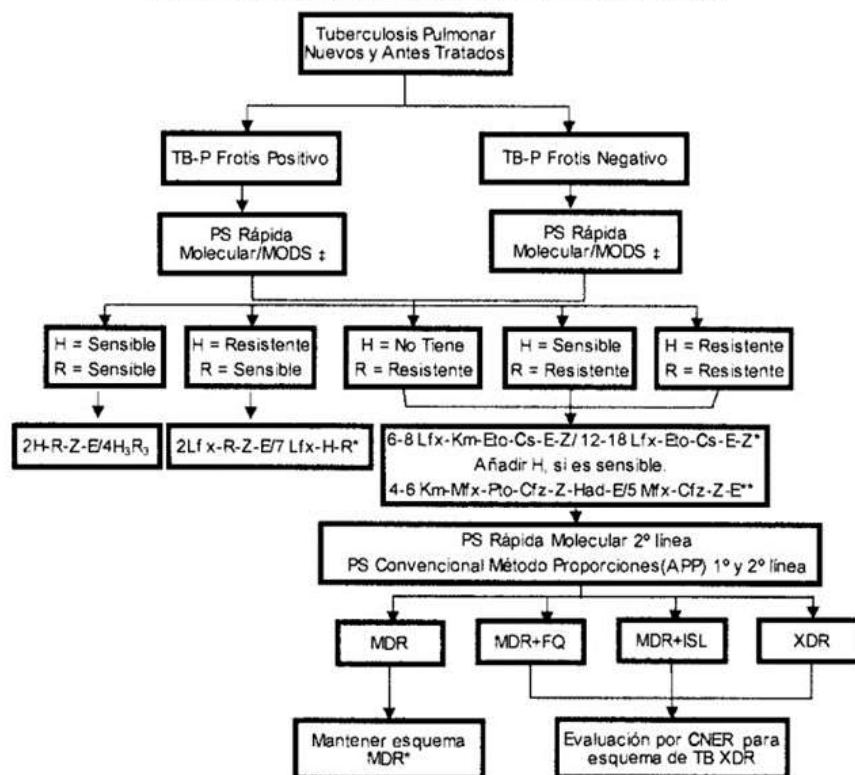 Tuberculosis Pulmonar
Nuevos y Antes Tratados
TB-P Frotis Positivo
TB-P Frotis Negativo
PS Rápida
Molecular/MODS ‡
PS Rápida
Molecular/MODS ‡
H = Sensible
R = Sensible
H = Resistente
R = Sensible
H = No Tiene
R = Resistente
H = Sensible
R = Resistente
H = Resistente
R = Resistente
2H-R-Z-E/4H₃R₃
2Lfx-R-Z-E/7 Lfx-H-R*
6-8 Lfx-Km-Eto-Cs-E-Z/ 12-18 Lfx-Eto-Cs-E-Z*
Añadir H, si es sensible.
4-6 Km-Mfx-Pto-Cfz-Z-Had-E/5 Mfx-Cfz-Z-E**
PS Rápida Molecular 2º línea
PS Convencional Método Proporciones(APP) 1º y 2º línea
MDR
MDR+FQ
MDR+ISL
XDR
Mantener esquema
MDR*
Evaluación por CNER para
esquema de TB XDR